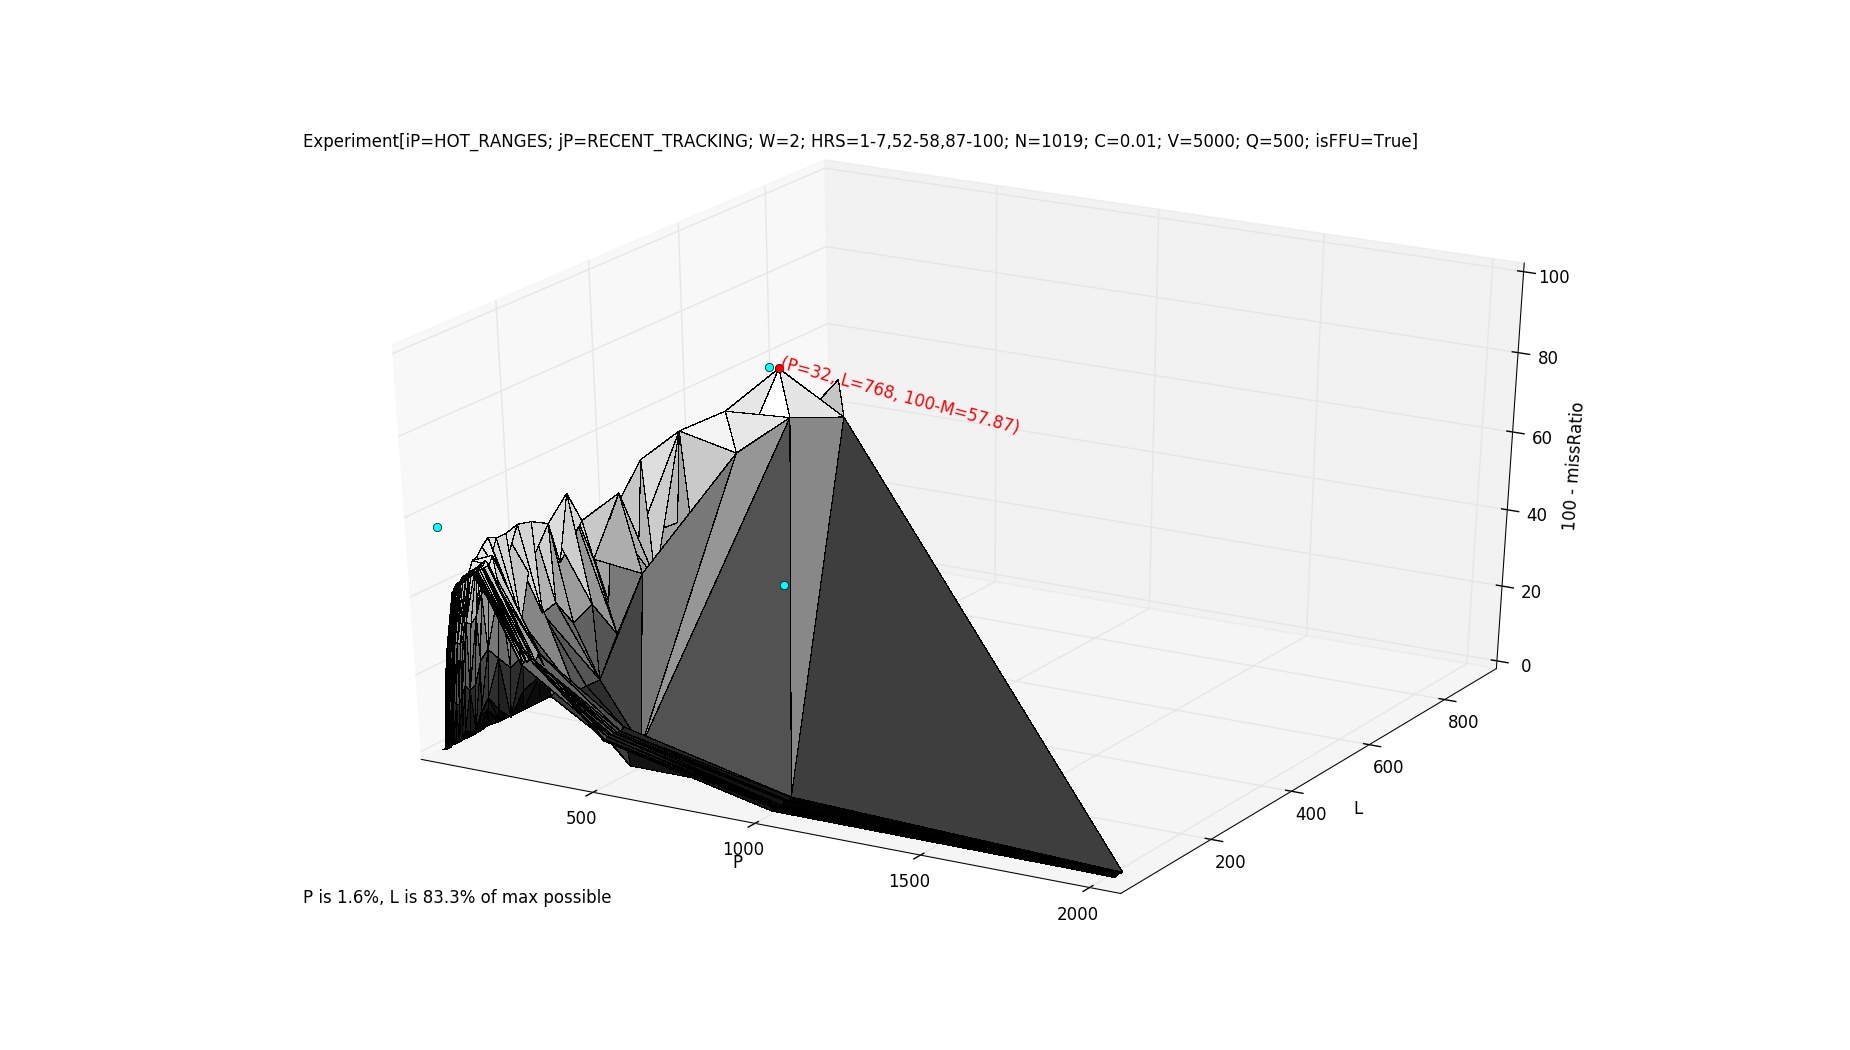 Experiment[iP=HOT_RANGES; jP=RECENT_TRACKING; W=2; HRS=1-7,52-58,87-100; N=1019; C=0.01; V=5000; Q=500; isFFU=True]
(P=32, L=768, 100-M=57.87)
100
80
60
40
20
0
100 - missRatio
800
600
400
200
L
500
1000
1500
2000
P
P is 1.6%, L is 83.3% of max possible